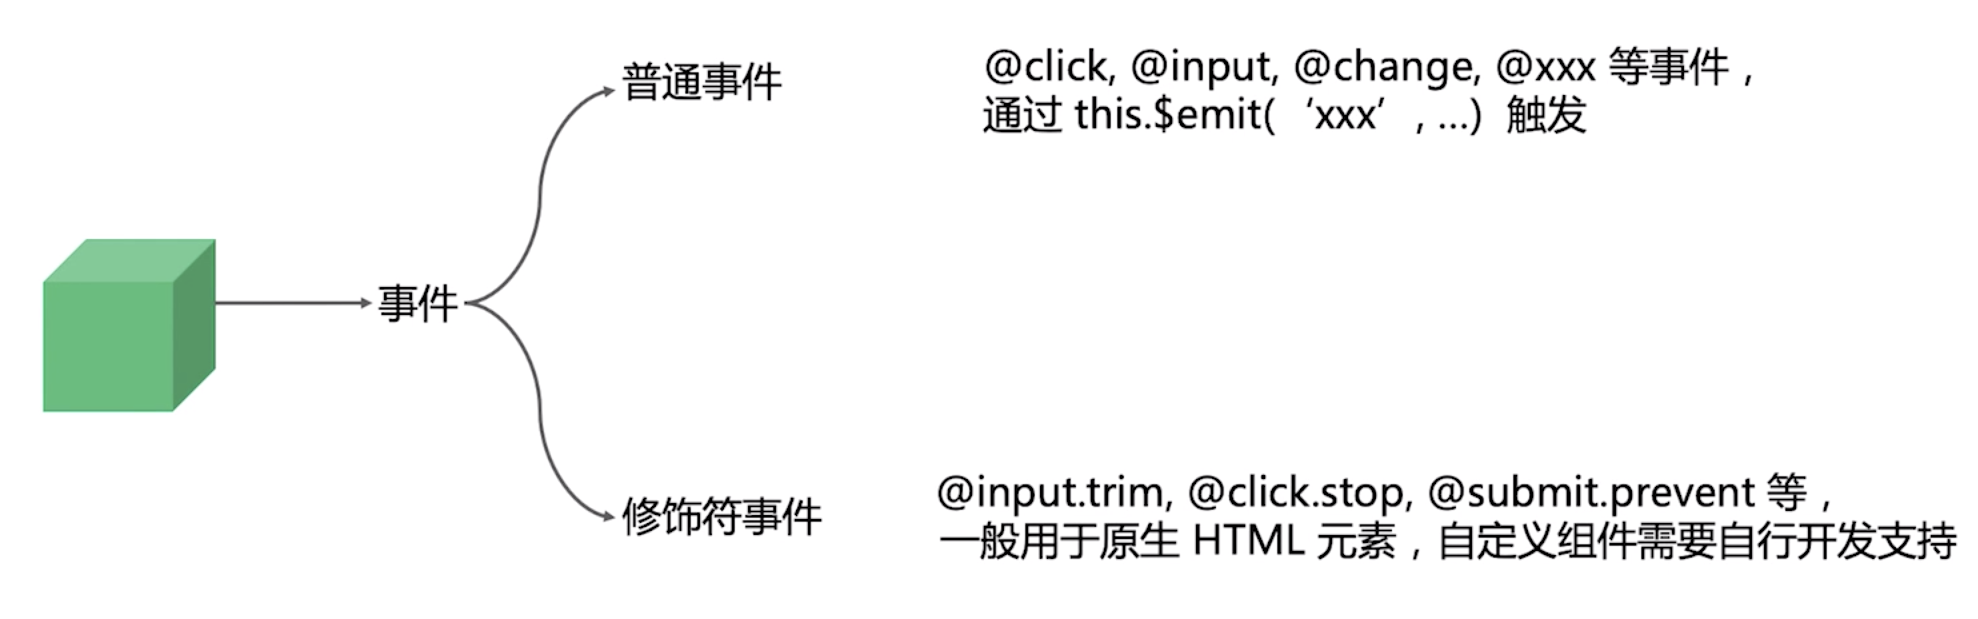 普通事件
@click, @input, @change, @xxx 等事件，
通过 this.$emit(‘xxx’, ...) 触发
事件
修饰符事件
@input.trim, @click.stop, @submit.prevent 等，
一般用于原生 HTML 元素，自定义组件需要自行开发支持